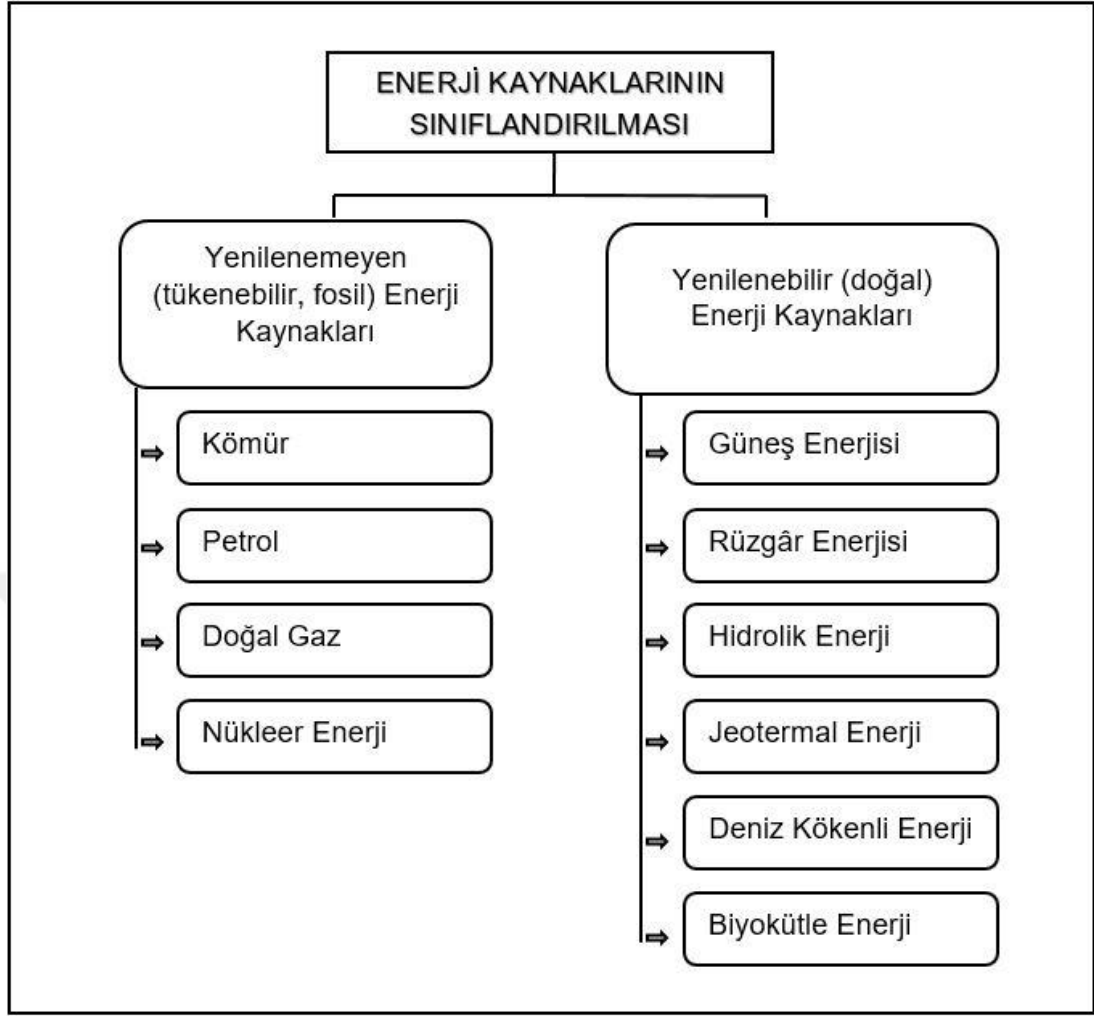 ENERJİ KAYNAKLARININ
SINIFLANDIRILMASI
Yenilenemeyen
(tükenebilir, fosil) Enerji
Kaynakları
Kömür
Petrol
Doğal Gaz
Nükleer Enerji
Yenilenebilir (doğal)
Enerji Kaynakları
Güneş Enerjisi
Rüzgâr Enerjisi
Hidrolik Enerji
Jeotermal Enerji
Deniz Kökenli Enerji
Biyokütle Enerji